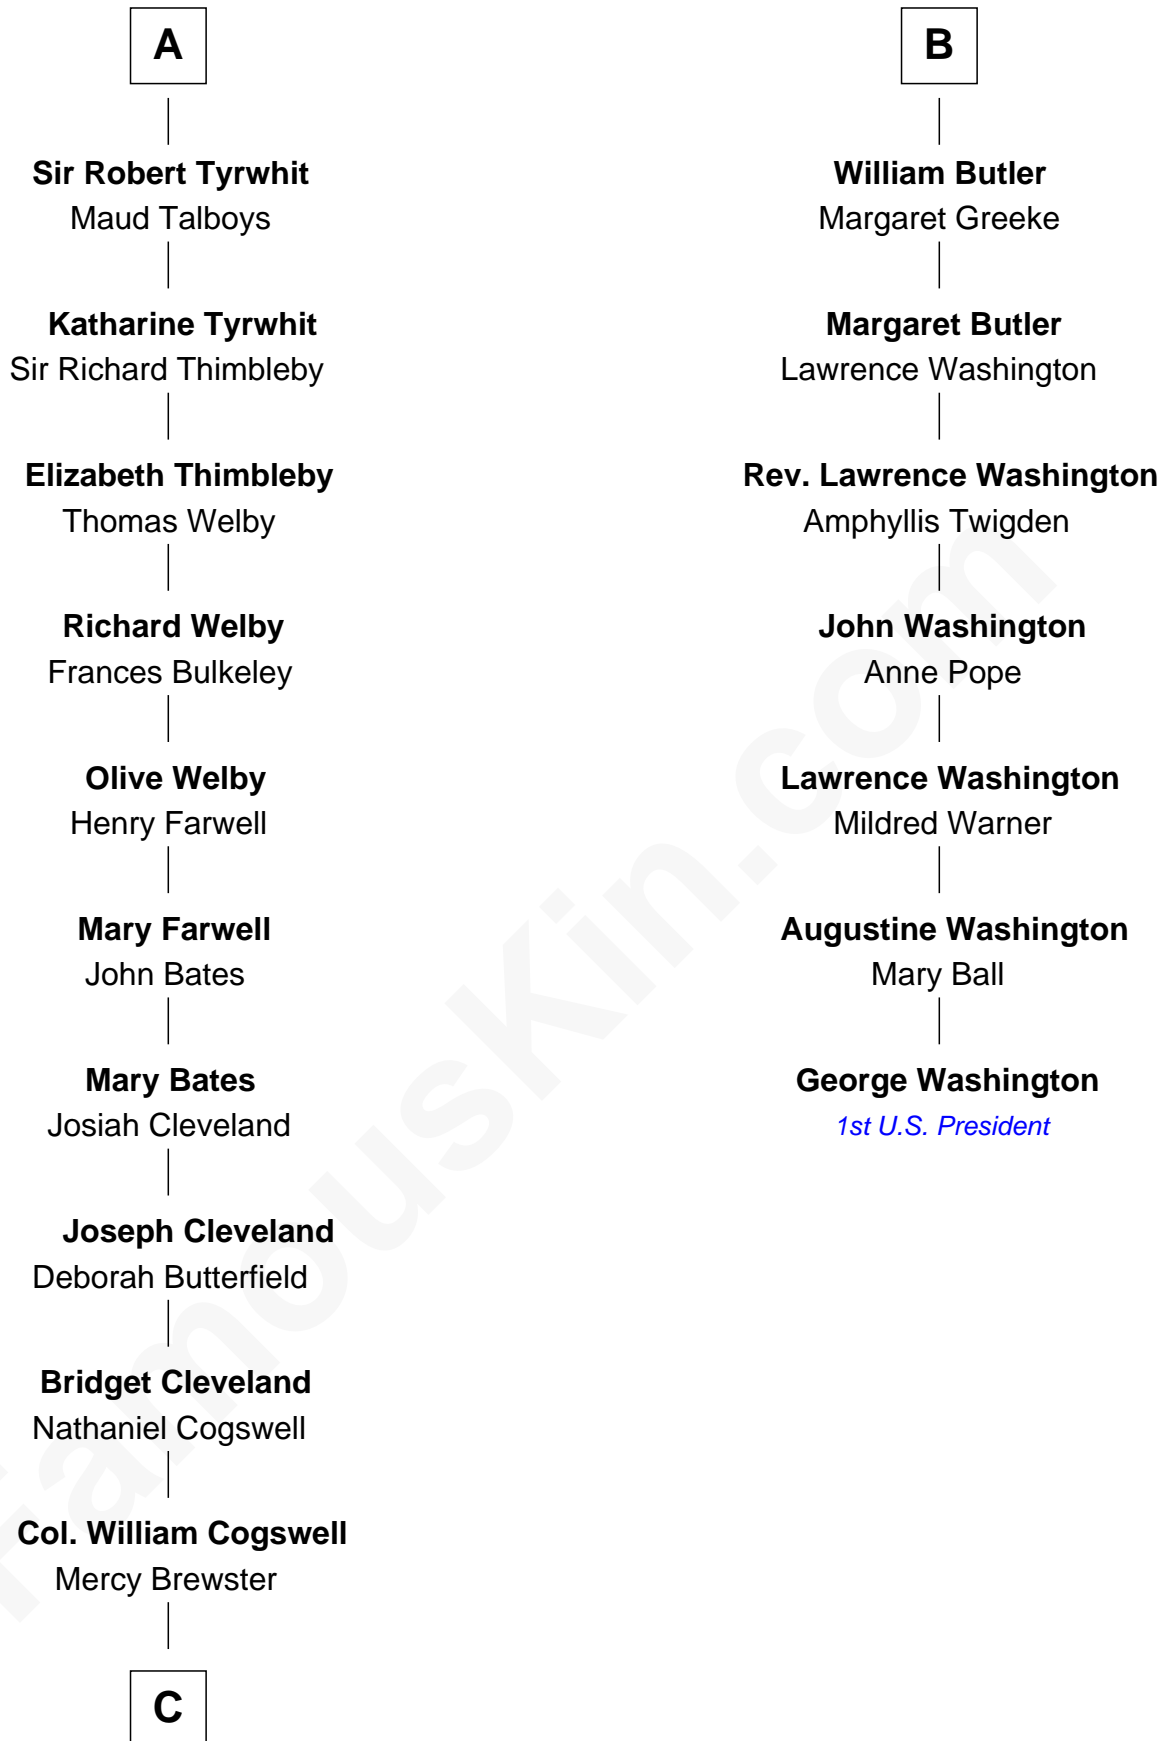 A
Sir Robert Tyrwhit
Maud Talboys
Katharine Tyrwhit
Sir Richard Thimbleby
Elizabeth Thimbleby
Thomas Welby
Richard Welby
Frances Bulkeley
Olive Welby
Henry Farwell
Mary Farwell
John Bates
Mary Bates
Josiah Cleveland
Joseph Cleveland
Deborah Butterfield
Bridget Cleveland
Nathaniel Cogswell
Col. William Cogswell
Mercy Brewster
C
B
William Butler
Margaret Greeke
Margaret Butler
Lawrence Washington
Rev. Lawrence Washington
Amphyllis Twigden
John Washington
Anne Pope
Lawrence Washington
Mildred Warner
Augustine Washington
Mary Ball
George Washington
1st U.S. President
FamousKin.com